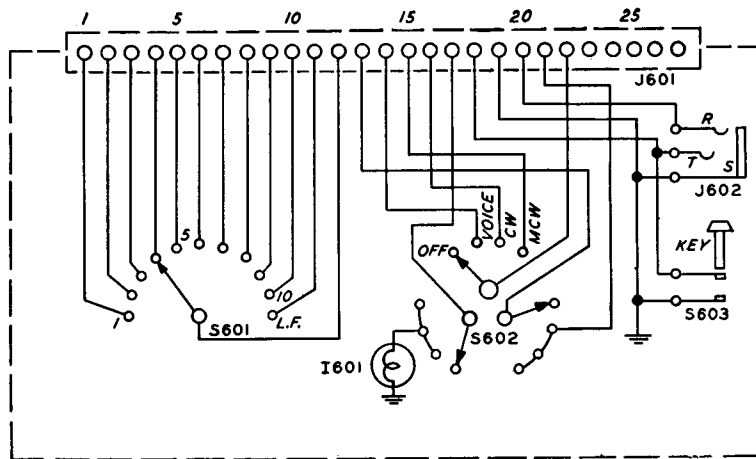 1 5 10 15 20 25
J601
R
T
S
J602
VOICE
CW
MCW
OFF
KEY
5
1
10
L.F.
S601
S602
S603
I601